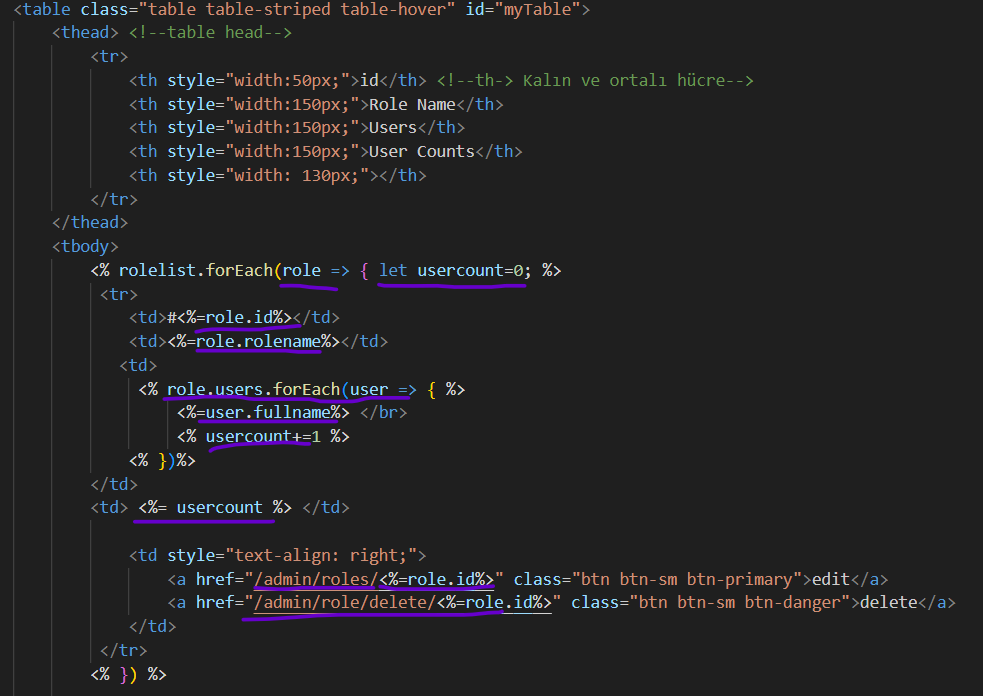 <table class="table table-striped table-hover" id="myTable">
<thead> <!--table head-->
<tr>
<th style="width:50px;">id</th> <!--th-> Kalın ve ortalı hücre-->
<th style="width:150px;">Role Name</th>
<th style="width:150px;">Users</th>
<th style="width:150px;">User Counts</th>
<th style="width: 130px;"></th>
</tr>
</thead>
<tbody>
<% rolelist.forEach(role => { let usercount=0; %>
<tr>
<td>#<%=role.id%></td>
<td><%=role.rolename%></td>
<td>
<% role.users.forEach(user => { %>
<%=user.fullname%> </br>
<% usercount+=1 %>
<% })%>
</td>
<td> <%= usercount %> </td>
<td style="text-align: right;">
<a href="/admin/roles/<%=role.id%>" class="btn btn-sm btn-primary">edit</a>
<a href="/admin/role/delete/<%=role.id%>" class="btn btn-sm btn-danger">delete</a>
</td>
</tr>
<% }) %>